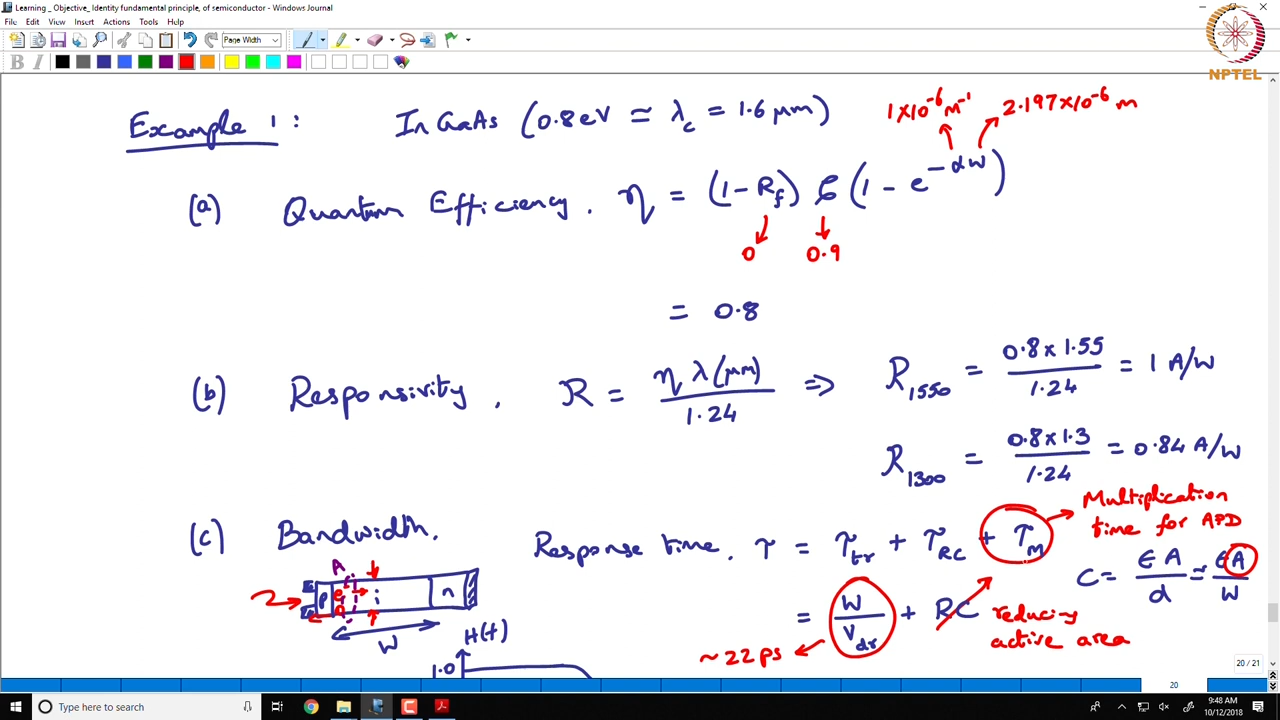 Learning _ Objective_ Identity fundamental principle, of semiconductor - Windows Journal
File Edit View Insert Actions Tools Help
Page Width
B I
NPTEL
Example 1 : InGaAs (0.8eV ≃ λc = 1.6 μm)
1×10⁻⁶ m⁻¹ 2.197×10⁻⁶ m
(a) Quantum Efficiency, η = (1 - Rf) ξ (1 - e^{-αW})
0 0.9
= 0.8
(b) Responsivity, R = η λ(μm) / 1.24 ⇒ R1550 = 0.8 × 1.55 / 1.24 = 1 A/W
R1300 = 0.8 × 1.3 / 1.24 = 0.84 A/W
Multiplication
time for APD
(c) Bandwidth, Response time, τ = τtr + τRC + τM
C = εA / d = εA / W
= W / Vdr + RC
reducing
active area
~22 ps
A
p e i n
W
H(f)
1.0
20 / 21
20
Type here to search
9:48 AM
10/12/2018